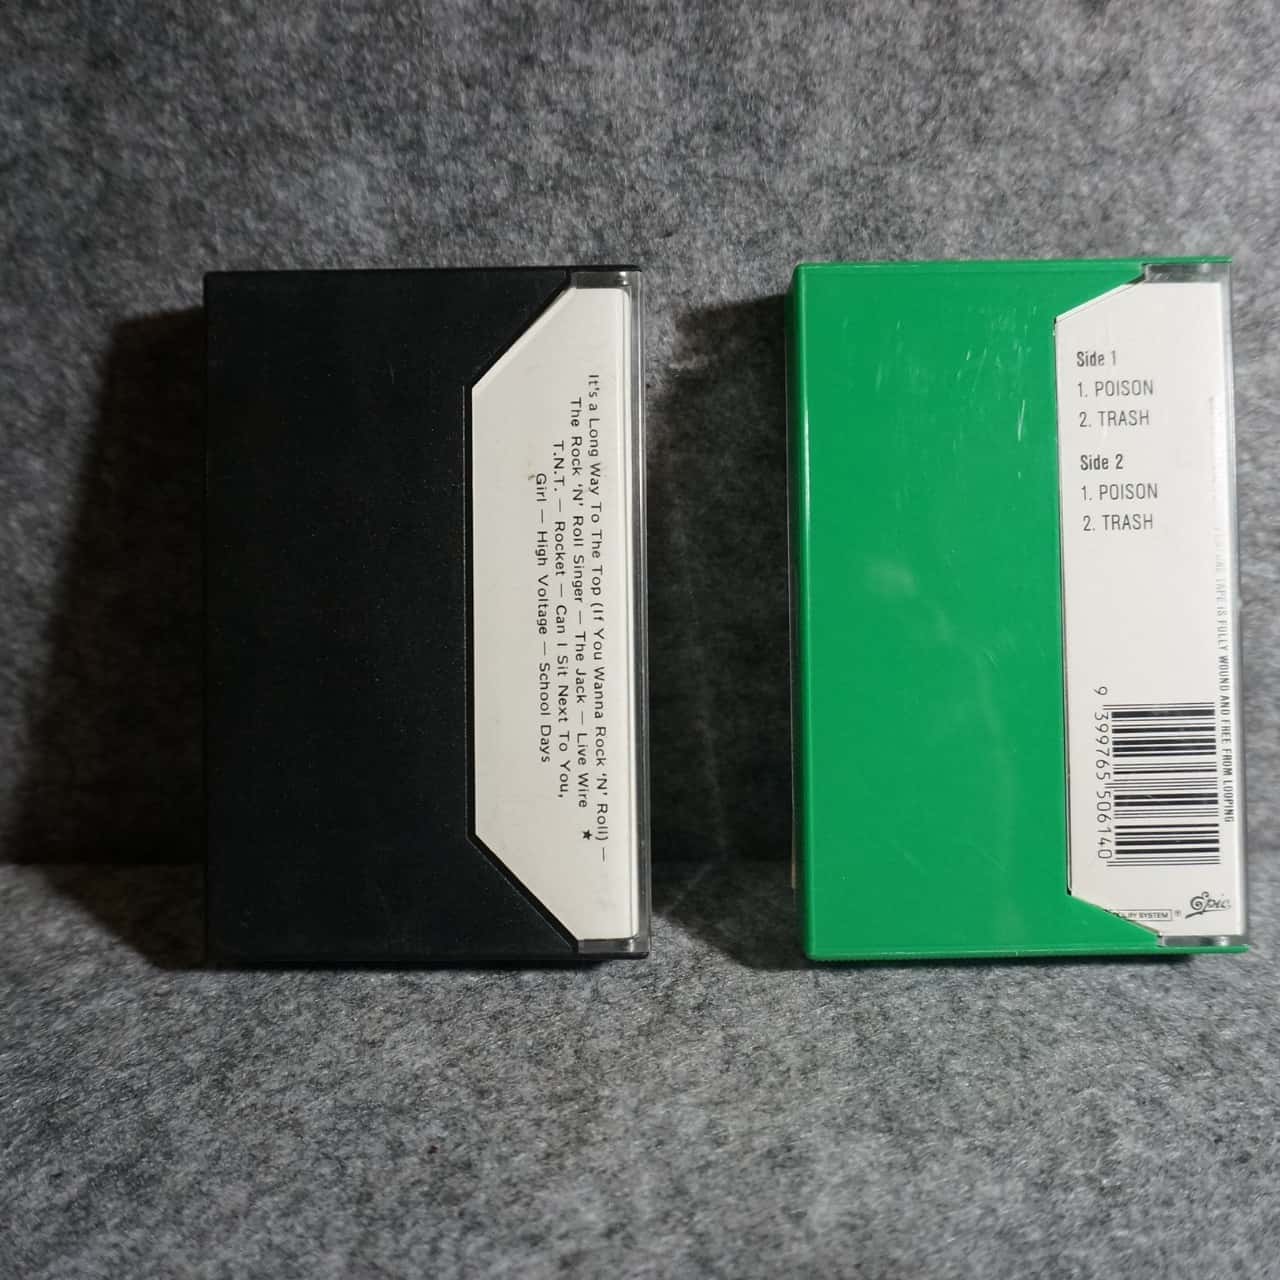 It's a Long Way To The Top (If You Wanna Rock 'N' Roll) —
The Rock 'N' Roll Singer — The Jack — Live Wire ★
T.N.T. — Rocket — Can I Sit Next To You,
Girl — High Voltage — School Days
Side 1
1. POISON
2. TRASH
Side 2
1. POISON
2. TRASH
TAPE IS FULLY WOUND AND FREE FROM LOOPING
9 399765 506140
SYSTEM ®
Epic